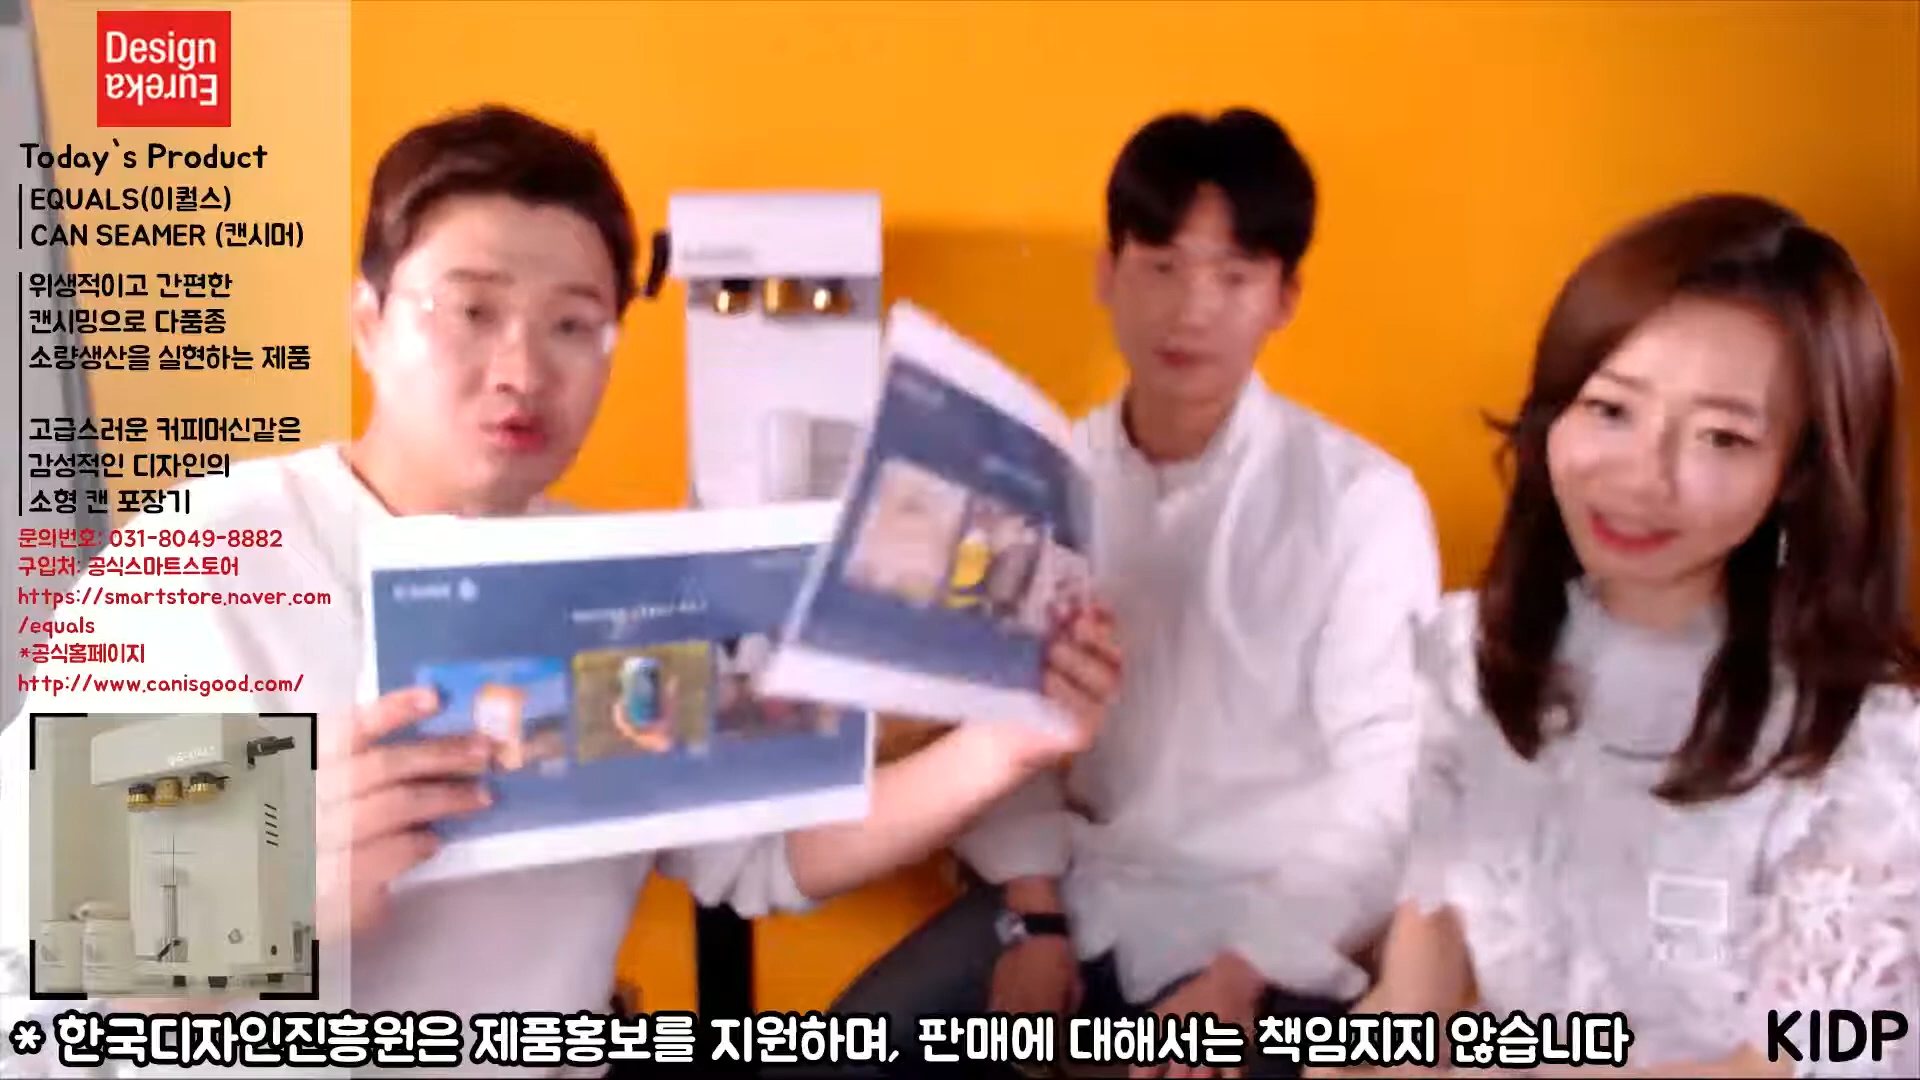 Design
Eureka
Today`s Product
EQUALS(이퀄스)
CAN SEAMER (캔시머)
위생적이고 간편한
캔시밍으로 다품종
소량생산을 실현하는 제품
고급스러운 커피머신같은
감성적인 디자인의
소형 캔 포장기
문의번호: 031-8049-8882
구입처: 공식스마트스토어
https://smartstore.naver.com
/equals
*공식홈페이지
http://www.canisgood.com/
* 한국디자인진흥원은 제품홍보를 지원하며, 판매에 대해서는 책임지지 않습니다
KIDP